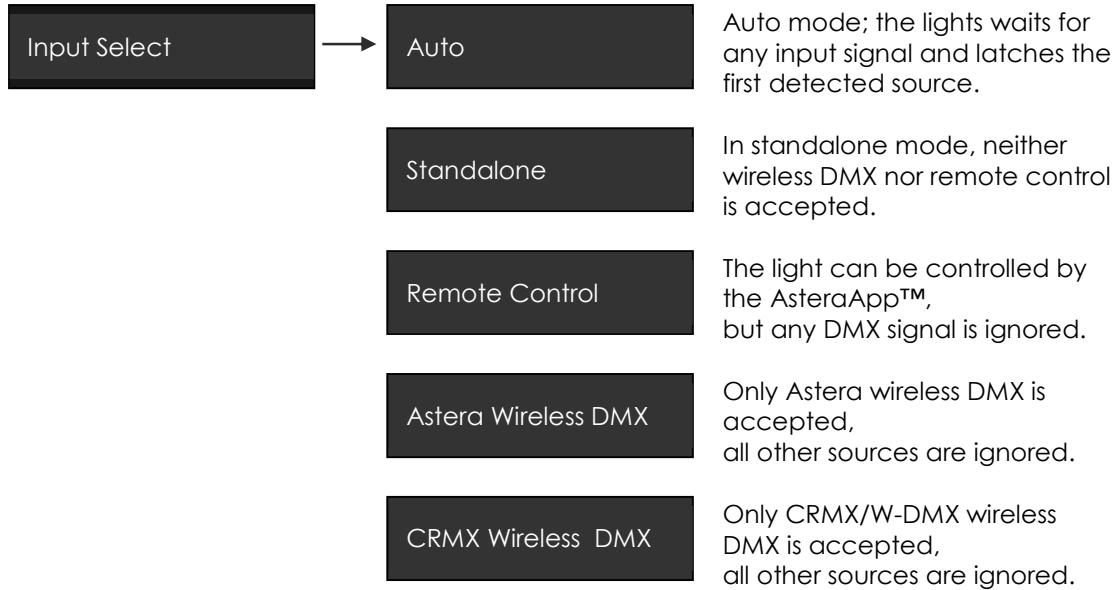 Input Select
Auto
Auto mode; the lights waits for
any input signal and latches the
first detected source.
Standalone
In standalone mode, neither
wireless DMX nor remote control
is accepted.
Remote Control
The light can be controlled by
the AsteraApp™,
but any DMX signal is ignored.
Astera Wireless DMX
Only Astera wireless DMX is
accepted,
all other sources are ignored.
CRMX Wireless  DMX
Only CRMX/W-DMX wireless
DMX is accepted,
all other sources are ignored.